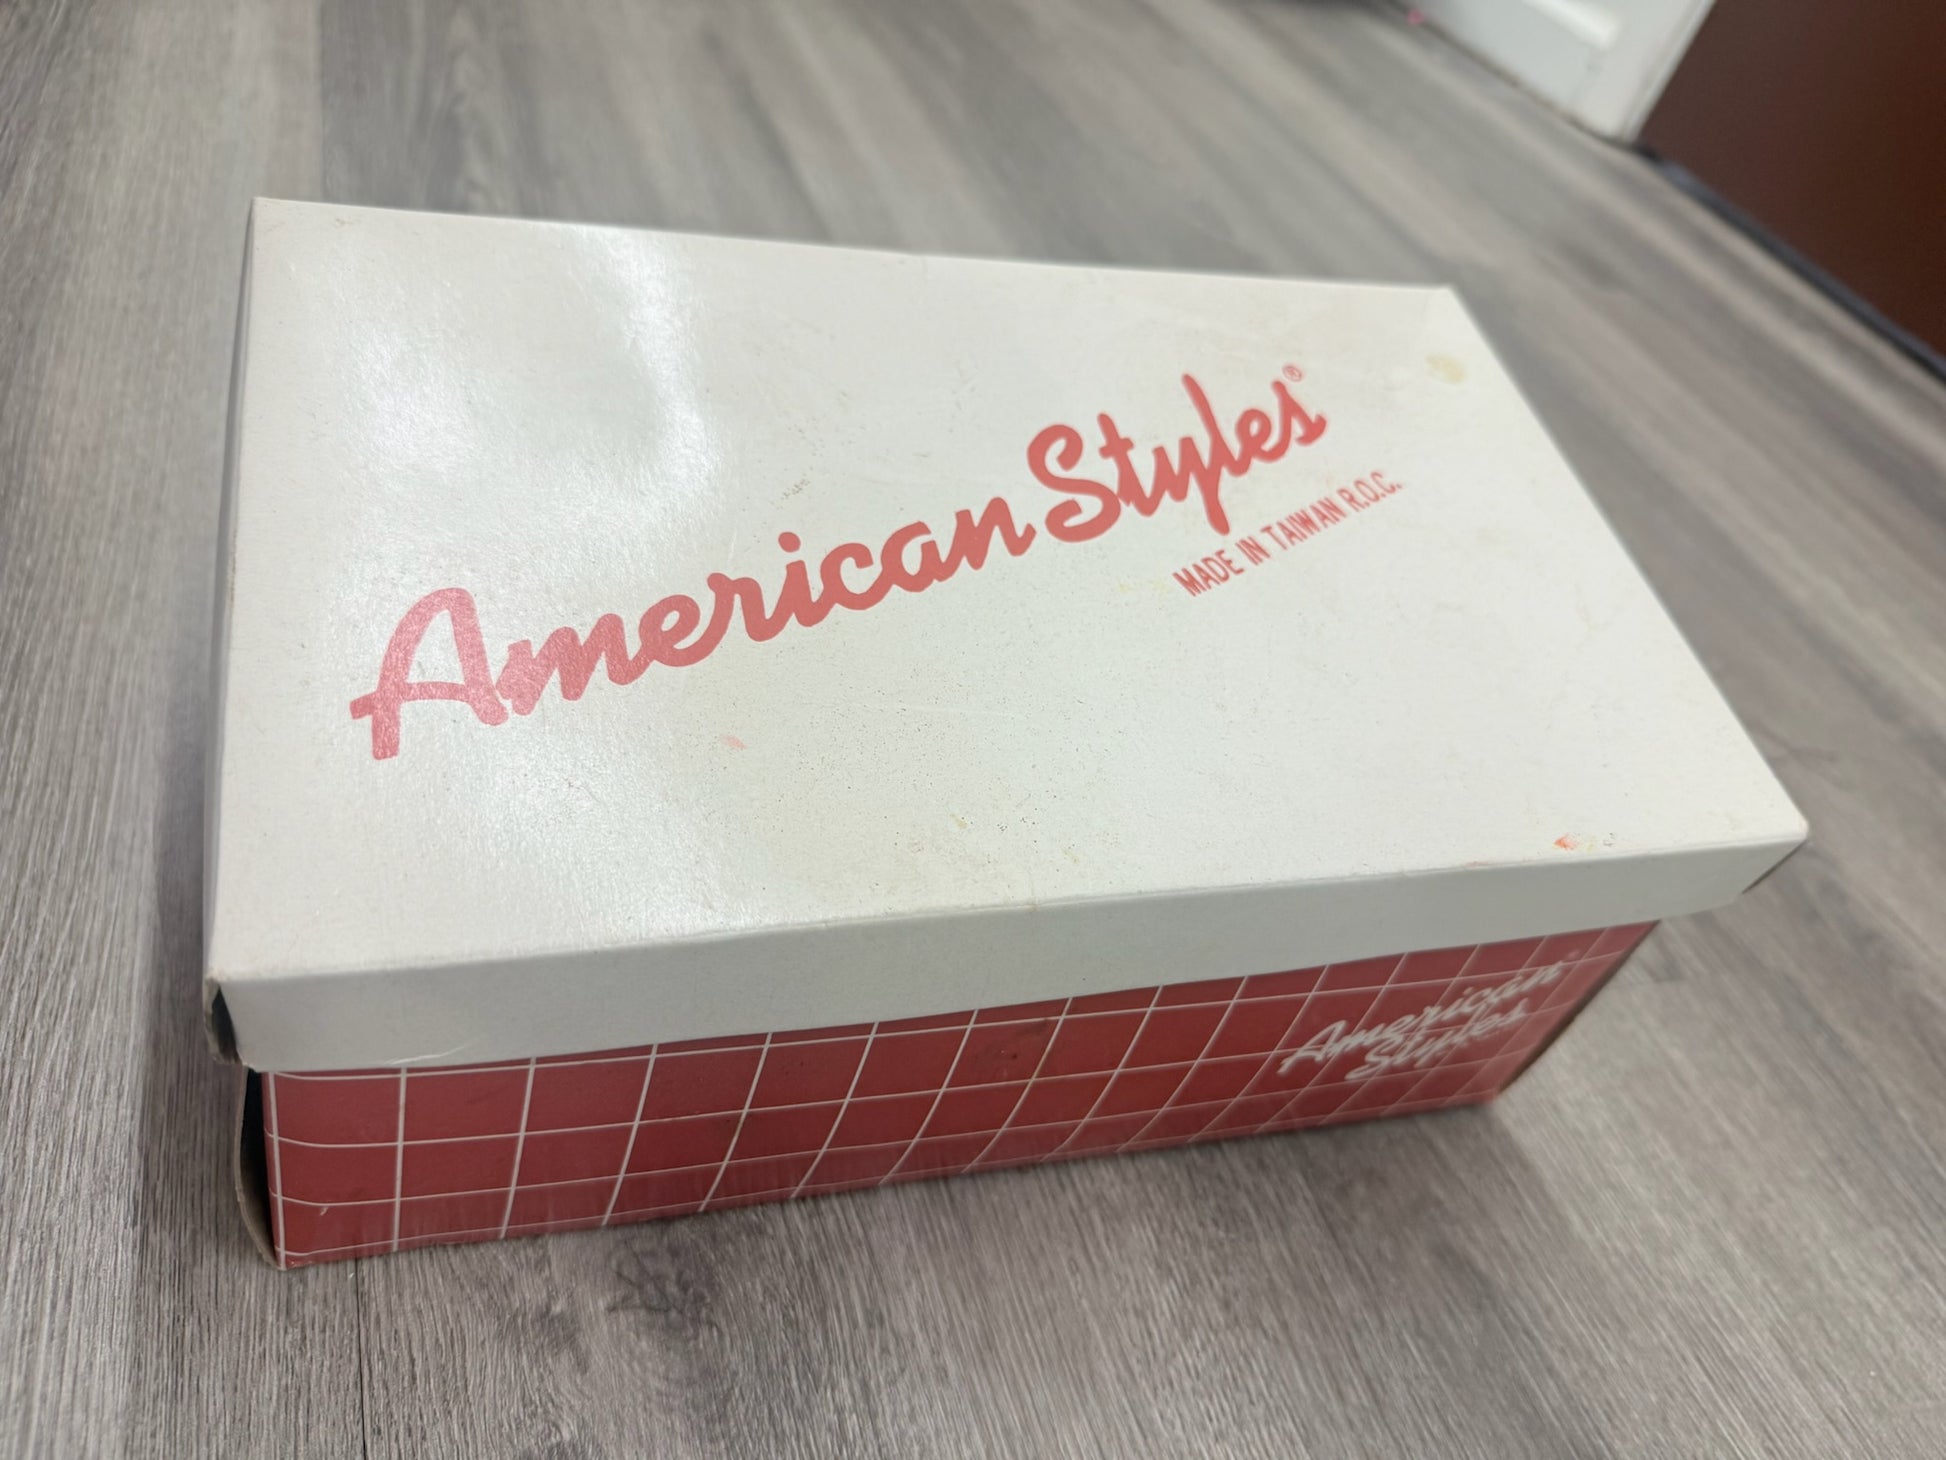 American Styles®
MADE IN TAIWAN R.O.C.
American®
Styles